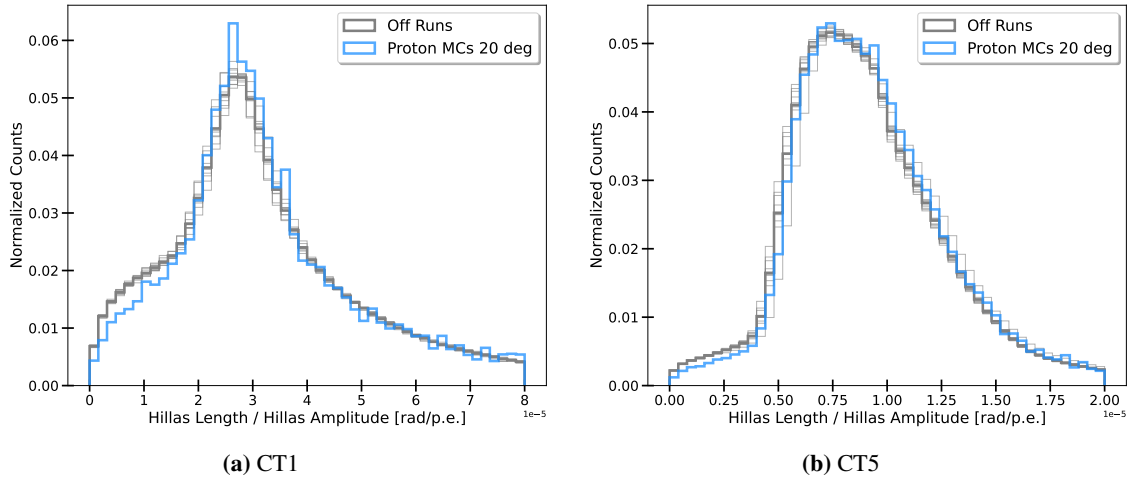 Off Runs
Proton MCs 20 deg
0.06
0.05
0.04
0.03
0.02
0.01
0.00
Normalized Counts
0 1 2 3 4 5 6 7 8
1e−5
Hillas Length / Hillas Amplitude [rad/p.e.]
(a) CT1
Off Runs
Proton MCs 20 deg
0.05
0.04
0.03
0.02
0.01
0.00
Normalized Counts
0.00 0.25 0.50 0.75 1.00 1.25 1.50 1.75 2.00
1e−5
Hillas Length / Hillas Amplitude [rad/p.e.]
(b) CT5